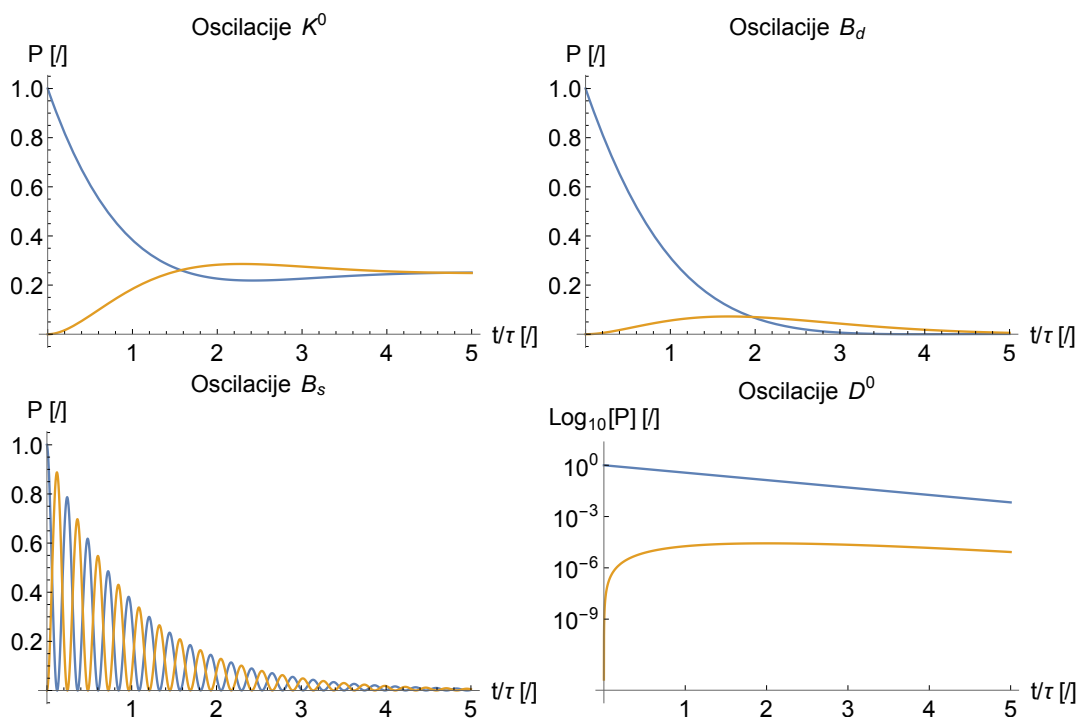 Oscilacije K⁰
P [/]
1.0
0.8
0.6
0.4
0.2
1 2 3 4 5
t/τ [/]
Oscilacije B_d
P [/]
1.0
0.8
0.6
0.4
0.2
1 2 3 4 5
t/τ [/]
Oscilacije B_s
P [/]
1.0
0.8
0.6
0.4
0.2
1 2 3 4 5
t/τ [/]
Oscilacije D⁰
Log₁₀[P] [/]
10⁰
10⁻³
10⁻⁶
10⁻⁹
1 2 3 4 5
t/τ [/]